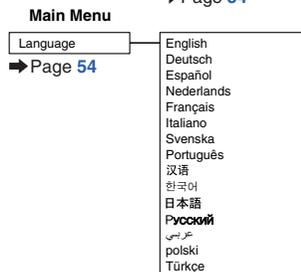 Page 54
Main Menu
Language
Page 54
English
Deutsch
Español
Nederlands
Français
Italiano
Svenska
Português
汉语
한국어
日本語
Русский
عربي
polski
Türkçe